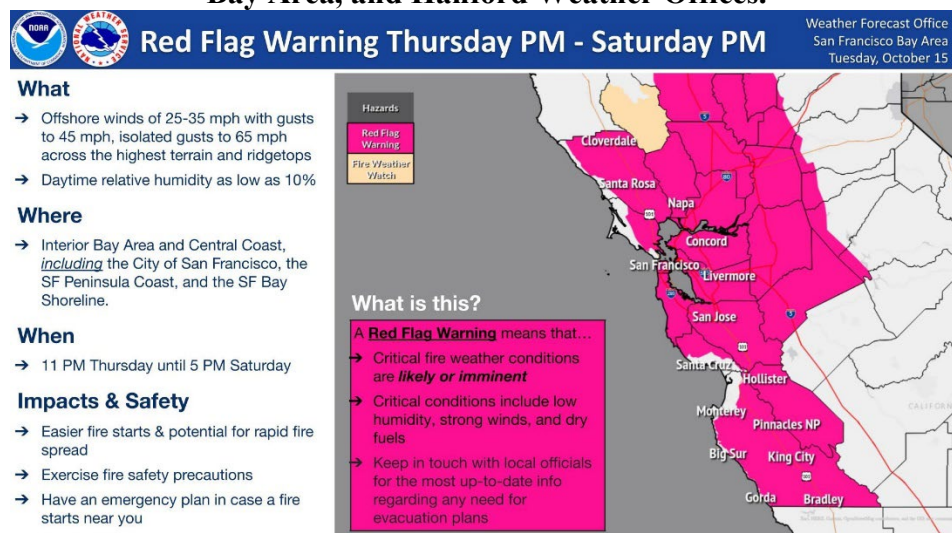 Bay Area, and Hanford Weather Offices.
NOAA
NATIONAL WEATHER SERVICE
Red Flag Warning Thursday PM - Saturday PM
Weather Forecast Office
San Francisco Bay Area
Tuesday, October 15
What
→ Offshore winds of 25-35 mph with gusts
to 45 mph, isolated gusts to 65 mph
across the highest terrain and ridgetops
→ Daytime relative humidity as low as 10%
Where
→ Interior Bay Area and Central Coast,
including the City of San Francisco, the
SF Peninsula Coast, and the SF Bay
Shoreline.
When
→ 11 PM Thursday until 5 PM Saturday
Impacts & Safety
→ Easier fire starts & potential for rapid fire
spread
→ Exercise fire safety precautions
→ Have an emergency plan in case a fire
starts near you
Hazards
Red Flag
Warning
Fire Weather
Watch
Cloverdale
Santa Rosa
Napa
101
Concord
San Francisco
Livermore
San Jose
5
101
Santa Cruz
Hollister
Monterey
Pinnacles NP
Big Sur
King City
Gorda
Bradley
CALIFOR
What is this?
A Red Flag Warning means that…
→ Critical fire weather conditions
are likely or imminent
→ Critical conditions include low
humidity, strong winds, and dry
fuels
→ Keep in touch with local officials
for the most up-to-date info
regarding any need for
evacuation plans